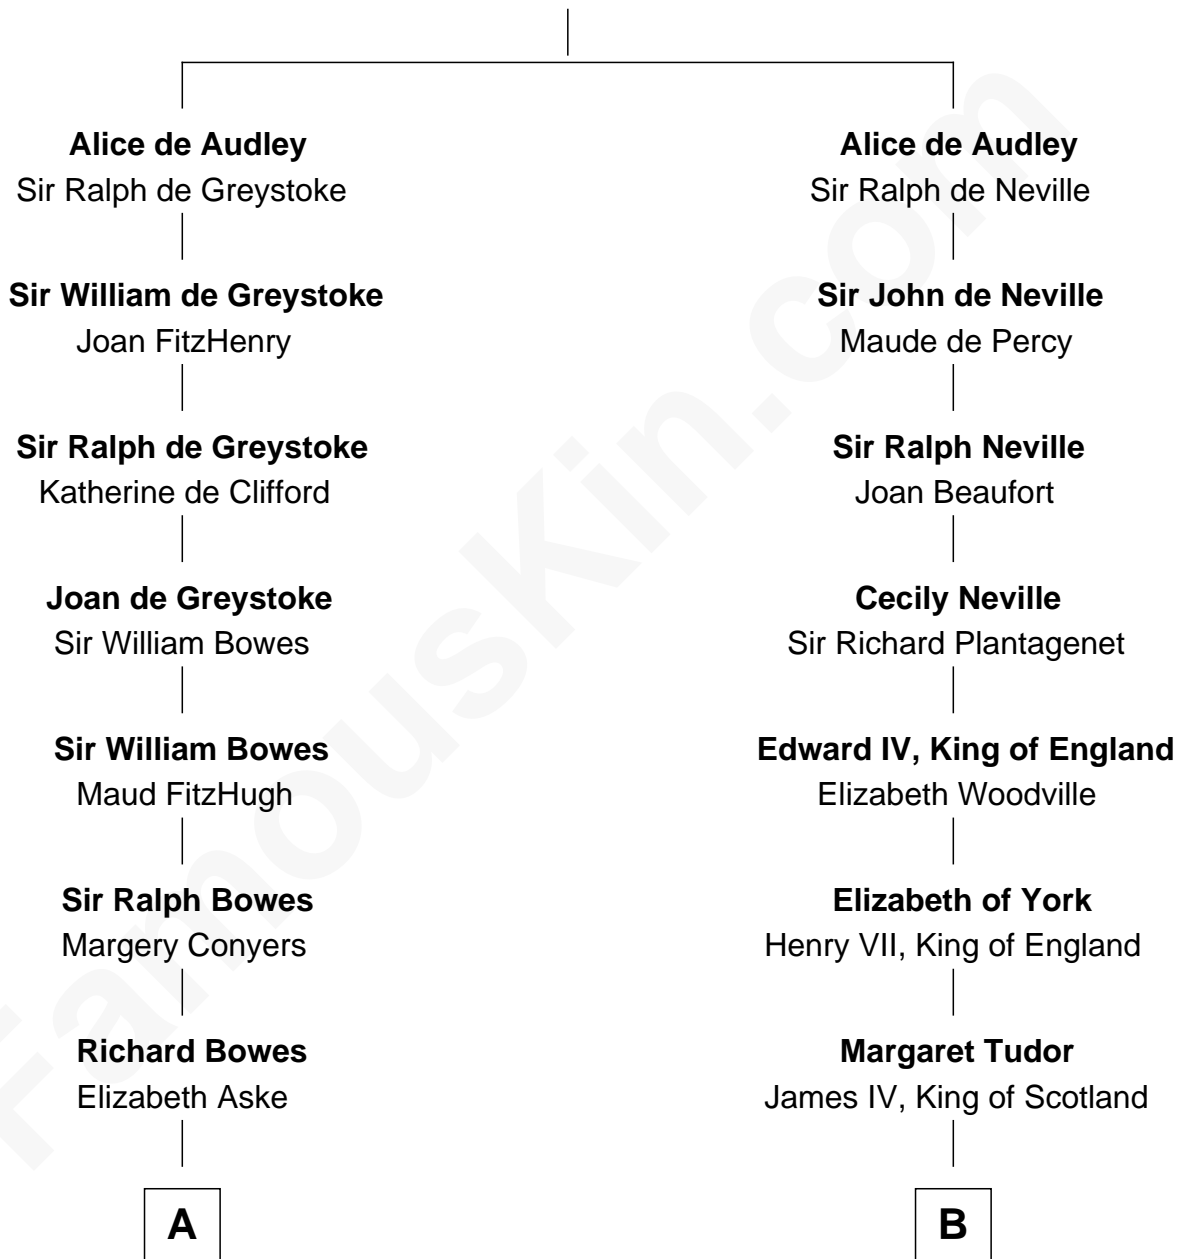 Alice de Audley
Sir Ralph de Greystoke
Sir William de Greystoke
Joan FitzHenry
Sir Ralph de Greystoke
Katherine de Clifford
Joan de Greystoke
Sir William Bowes
Sir William Bowes
Maud FitzHugh
Sir Ralph Bowes
Margery Conyers
Richard Bowes
Elizabeth Aske
A
Alice de Audley
Sir Ralph de Neville
Sir John de Neville
Maude de Percy
Sir Ralph Neville
Joan Beaufort
Cecily Neville
Sir Richard Plantagenet
Edward IV, King of England
Elizabeth Woodville
Elizabeth of York
Henry VII, King of England
Margaret Tudor
James IV, King of Scotland
B
FamousKin.com